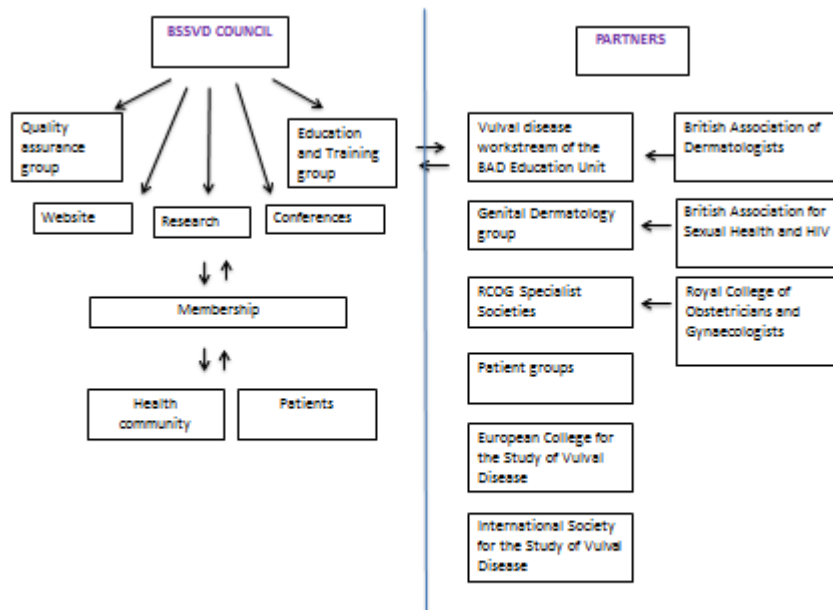 BSSVD COUNCIL
Quality
assurance
group
Education
and Training
group
Website
Research
Conferences
Membership
Health
community
Patients
PARTNERS
Vulval disease
workstream of the
BAD Education Unit
British Association of
Dermatologists
Genital Dermatology
group
British Association for
Sexual Health and HIV
RCOG Specialist
Societies
Royal College of
Obstetricians and
Gynaecologists
Patient groups
European College for
the Study of Vulval
Disease
International Society
for the Study of Vulval
Disease